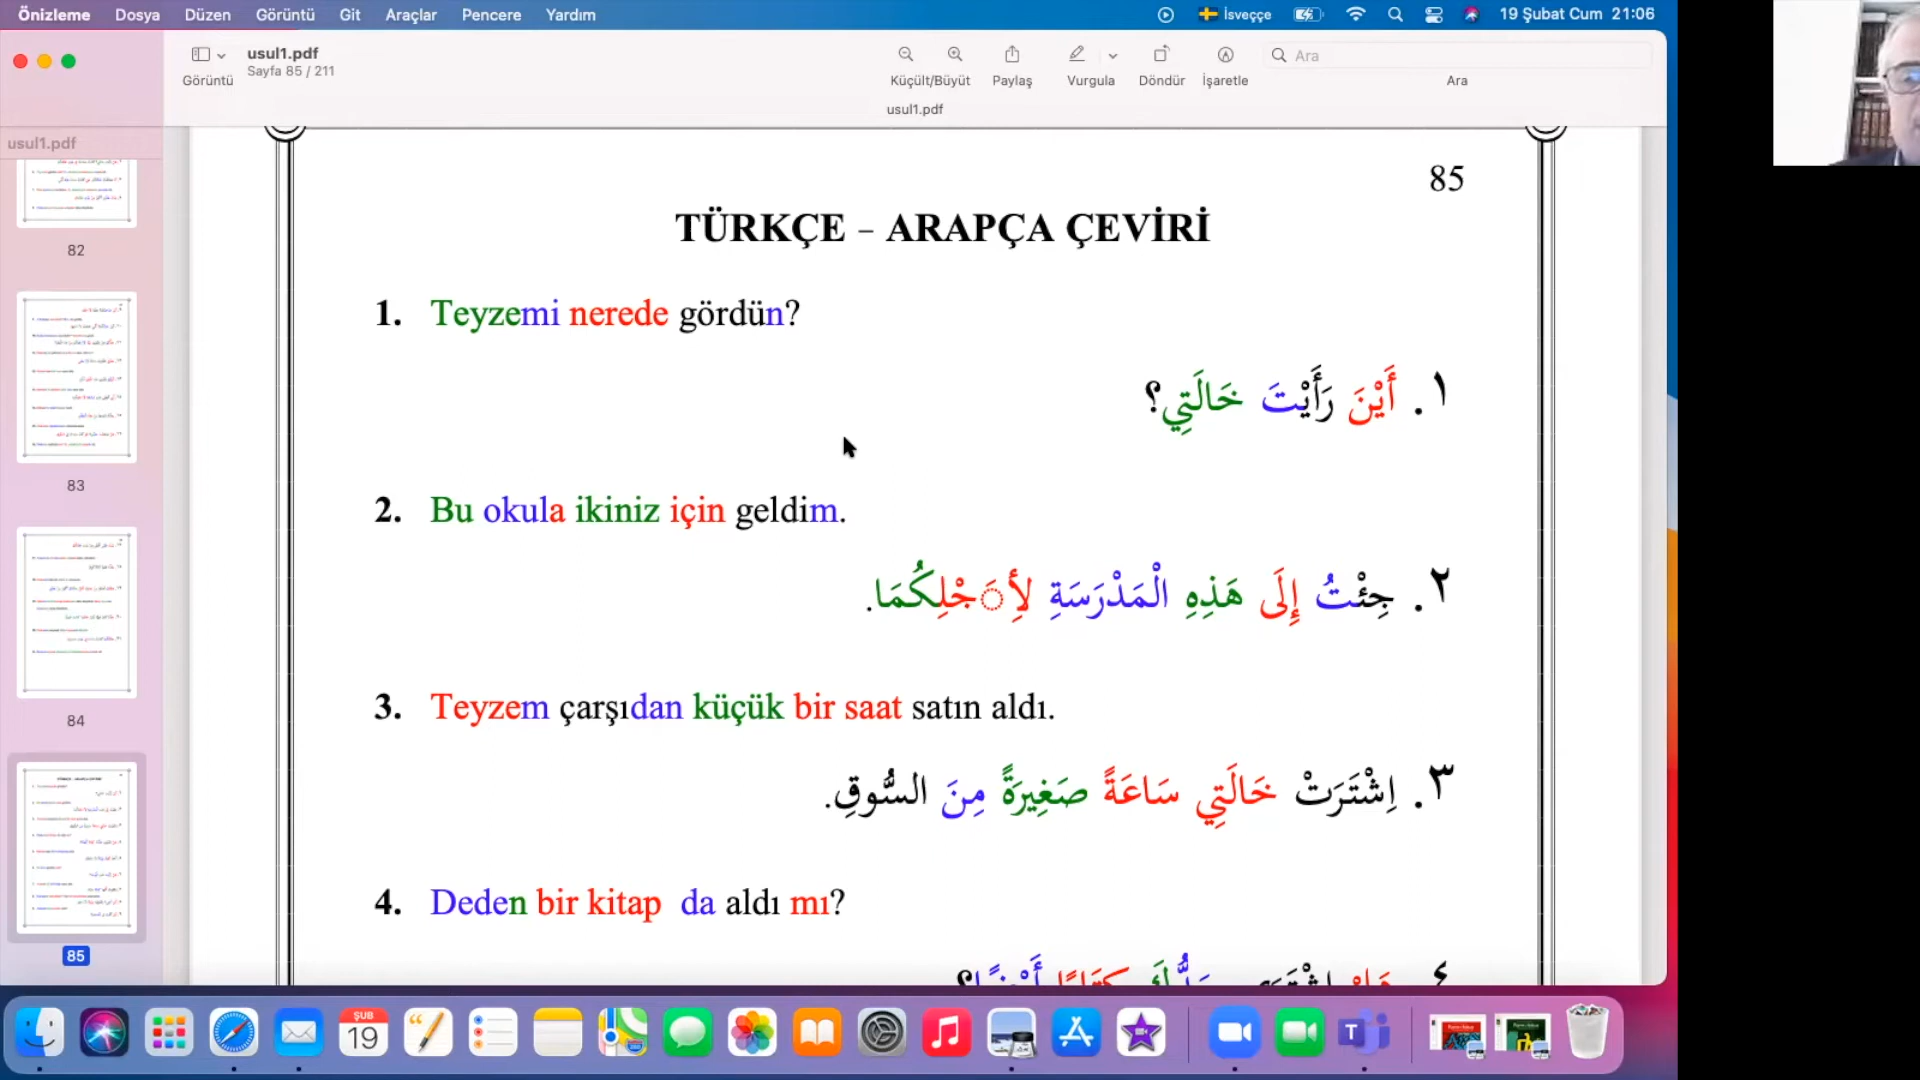 Önizleme Dosya Düzen Görüntü Git Araçlar Pencere Yardım İsveççe 19 Şubat Cum 21:06
usul1.pdf
Sayfa 85 / 211
Görüntü Küçült/Büyüt Paylaş Vurgula Döndür İşaretle Ara
Ara
usul1.pdf
usul1.pdf
82
83
84
85
85
TÜRKÇE – ARAPÇA ÇEVİRİ
1. Teyzemi nerede gördün?
١. أَيْنَ رَأَيْتَ خَالَتِي؟
2. Bu okula ikiniz için geldim.
٢. جِئْتُ إِلَى هَذِهِ الْمَدْرَسَةِ لِأَجْلِكُمَا.
3. Teyzem çarşıdan küçük bir saat satın aldı.
٣. اِشْتَرَتْ خَالَتِي سَاعَةً صَغِيرَةً مِنَ السُّوقِ.
4. Deden bir kitap da aldı mı?
ŞUB
19